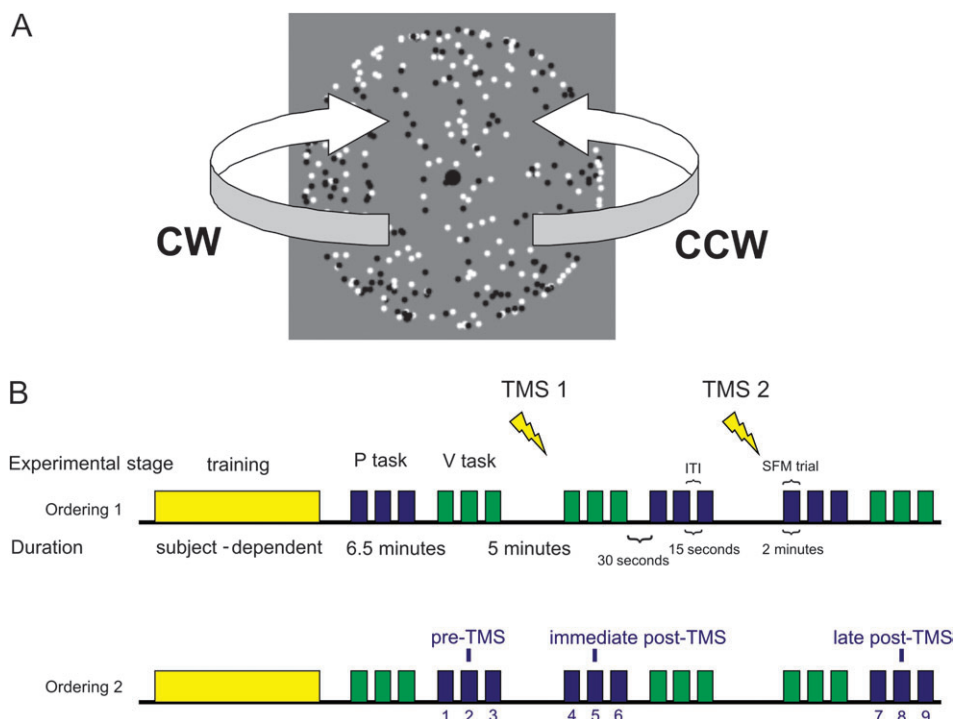 A
CW
CCW
B
TMS 1 TMS 2
Experimental stage training P task V task ITI SFM trial
Ordering 1
Duration subject - dependent 6.5 minutes 5 minutes 30 seconds 15 seconds 2 minutes
pre-TMS immediate post-TMS late post-TMS
Ordering 2
1 2 3 4 5 6 7 8 9